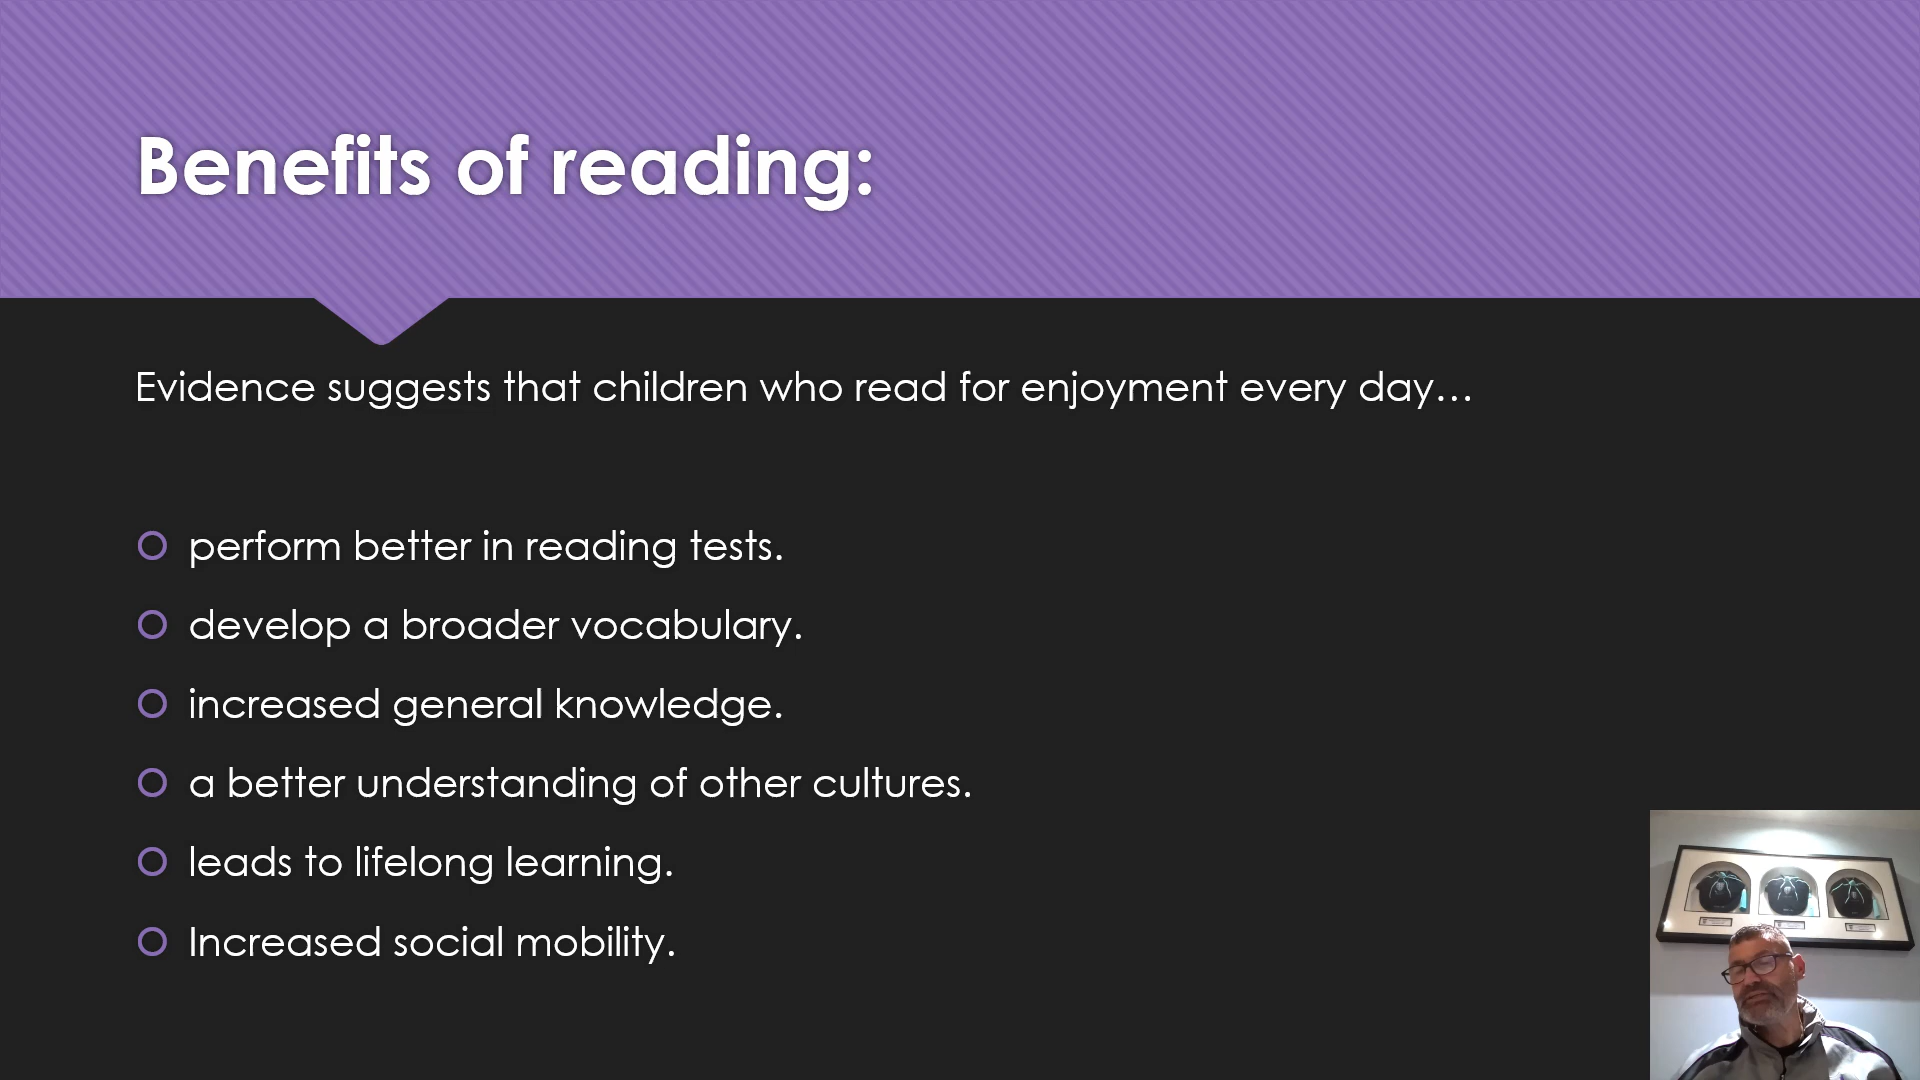 Benefits of reading:
Evidence suggests that children who read for enjoyment every day…
perform better in reading tests.
develop a broader vocabulary.
increased general knowledge.
a better understanding of other cultures.
leads to lifelong learning.
Increased social mobility.